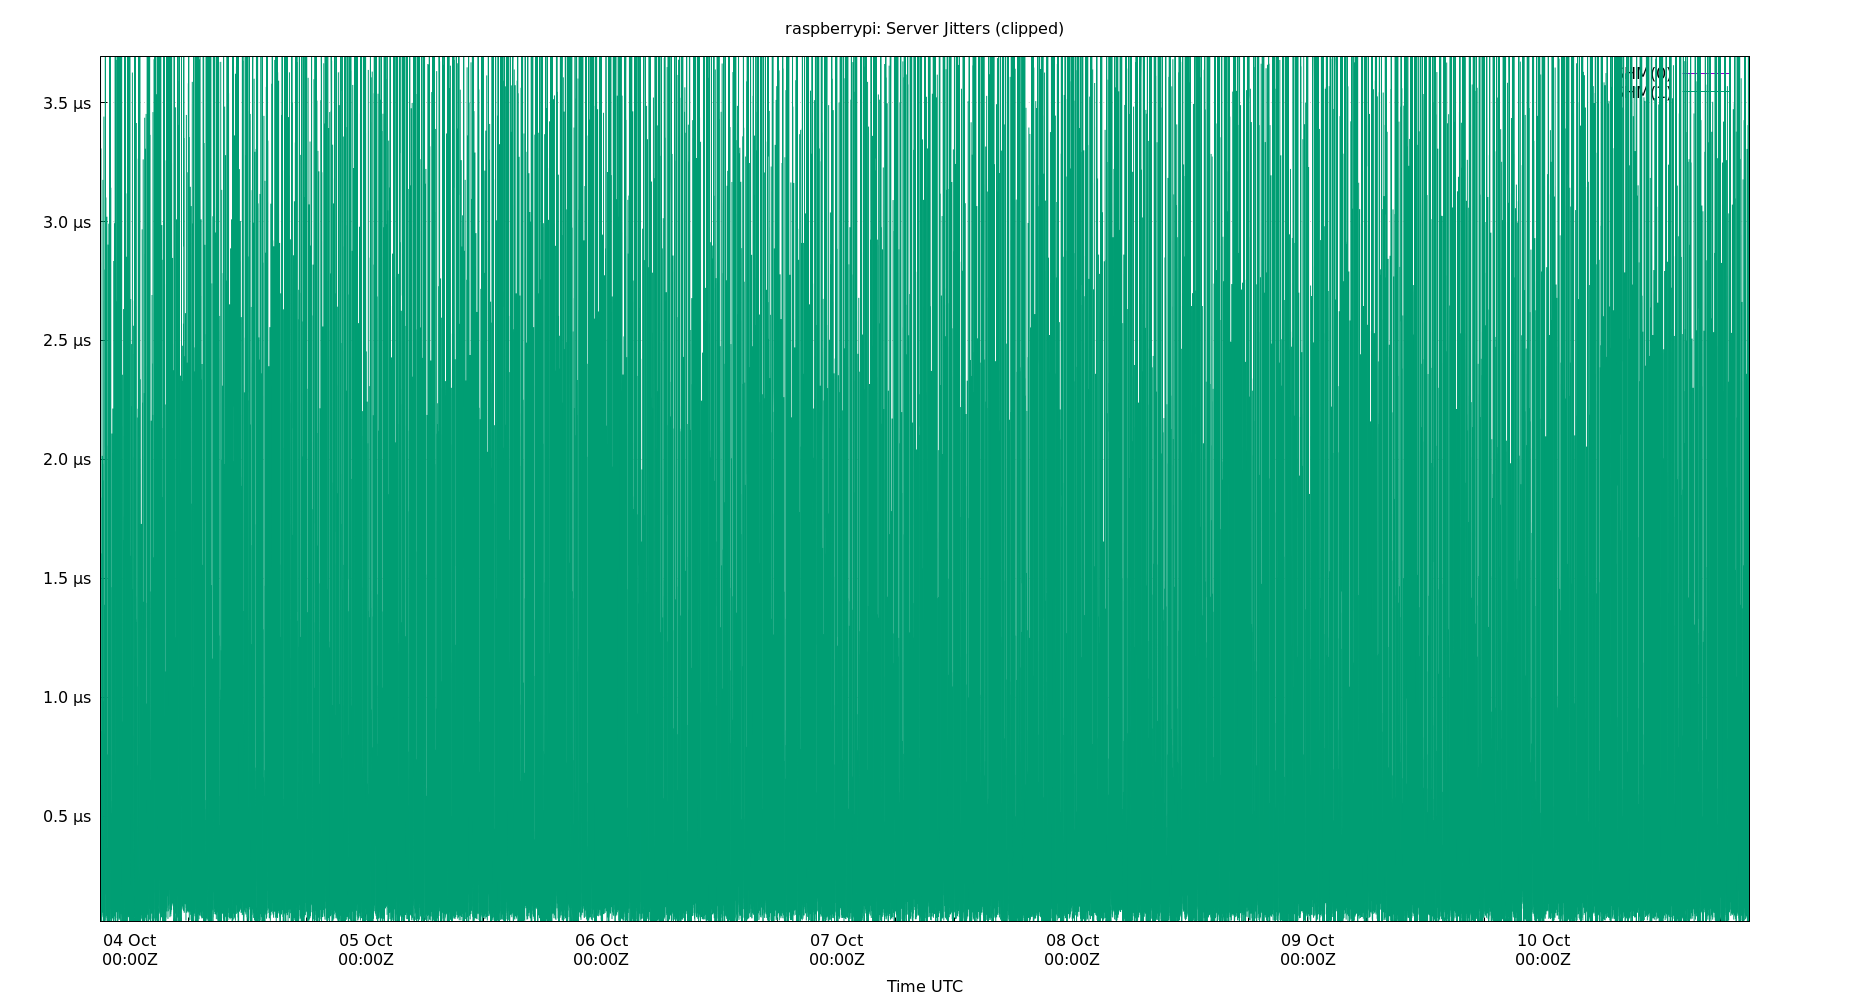 raspberrypi: Server Jitters (clipped)
3.5 µs
3.0 µs
2.5 µs
2.0 µs
1.5 µs
1.0 µs
0.5 µs
04 Oct
00:00Z
05 Oct
00:00Z
06 Oct
00:00Z
07 Oct
00:00Z
08 Oct
00:00Z
09 Oct
00:00Z
10 Oct
00:00Z
Time UTC